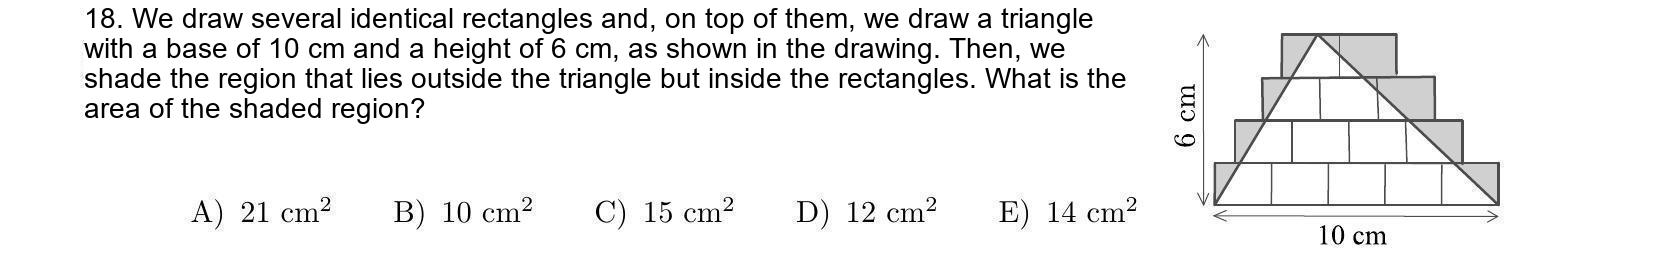 18. We draw several identical rectangles and, on top of them, we draw a triangle
with a base of 10 cm and a height of 6 cm, as shown in the drawing. Then, we
shade the region that lies outside the triangle but inside the rectangles. What is the
area of the shaded region?
A) 21 cm² B) 10 cm² C) 15 cm² D) 12 cm² E) 14 cm²
6 cm
10 cm